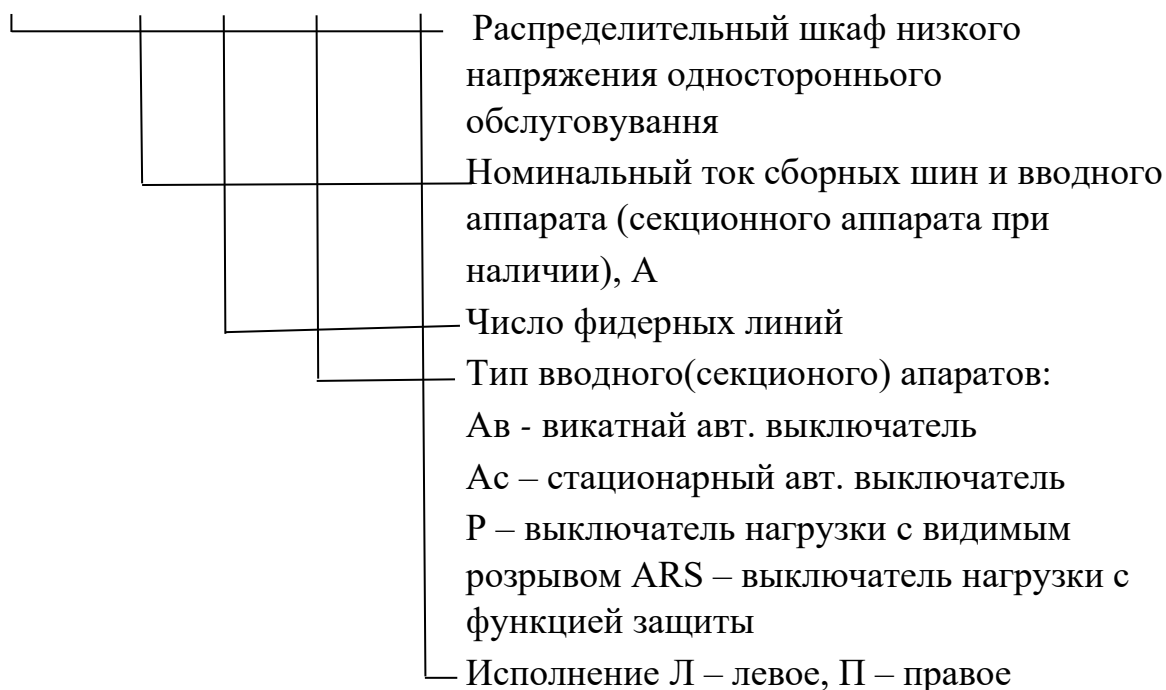 Распределительный шкаф низкого
напряжения одностороннього
обслуговування
Номинальный ток сборных шин и вводного
аппарата (секционного аппарата при
наличии), А
Число фидерных линий
Тип вводного(секционого) апаратов:
Ав - викатнай авт. выключатель
Ас – стационарный авт. выключатель
Р – выключатель нагрузки с видимым
розрывом ARS – выключатель нагрузки с
функцией защиты
Исполнение Л – левое, П – правое